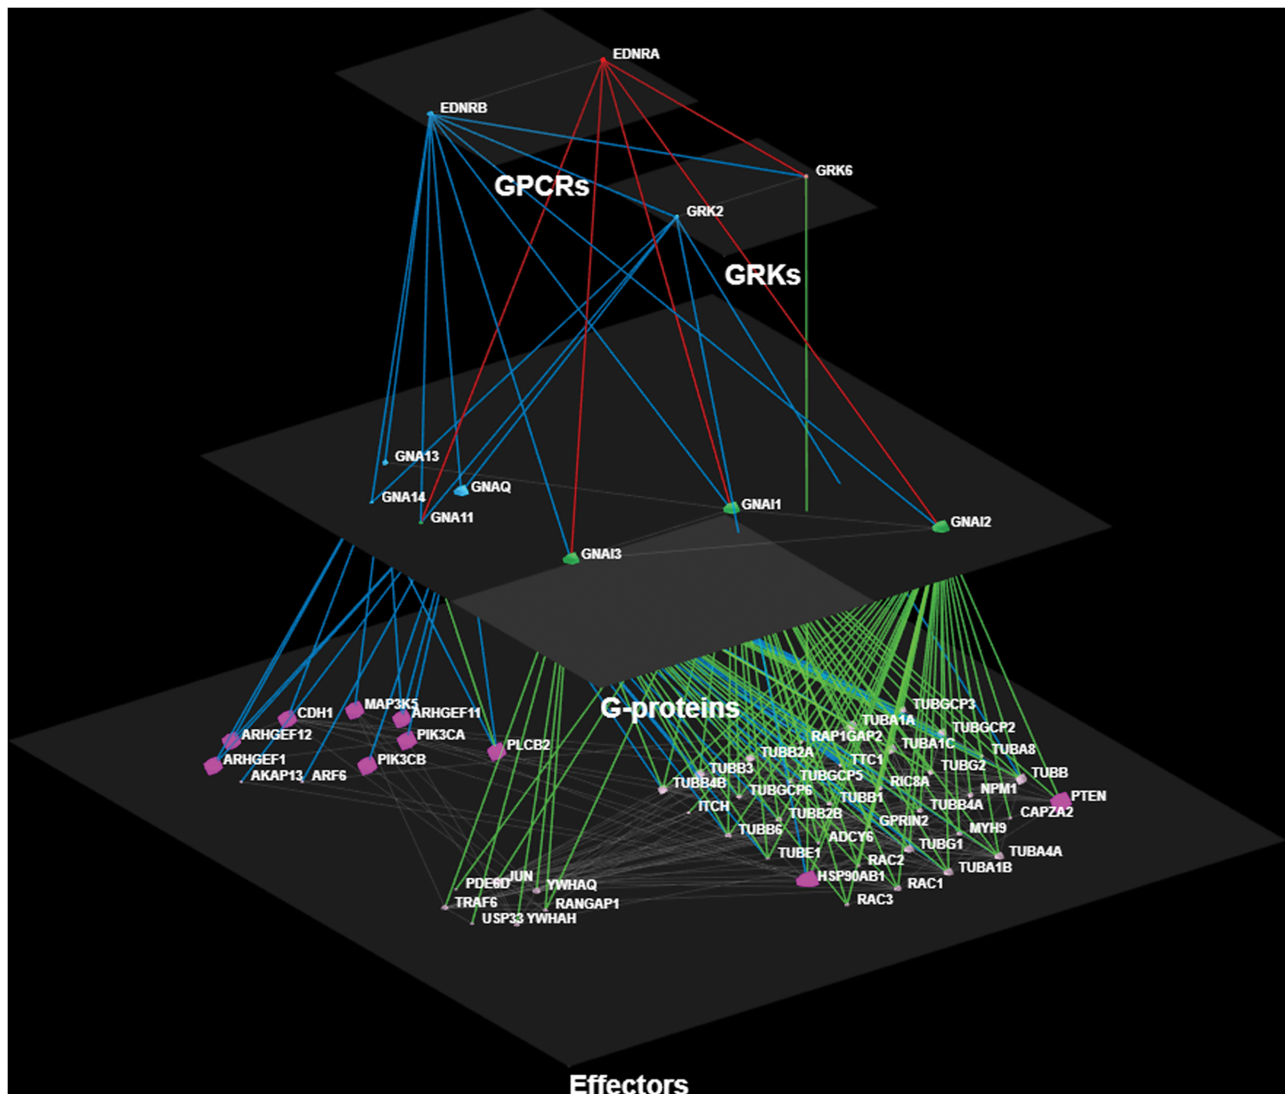 EDNRA
EDNRB
GRK6
GPCRs
GRK2
GRKs
GNA13
GNAQ
GNA14
GNAI1
GNA11
GNAI2
GNAI3
G-proteins
MAP3K5
CDH1
ARHGEF11
ARHGEF12
PIK3CA
PLCB2
ARHGEF1
PIK3CB
AKAP13
ARF6
TUBGCP3
TUBA1A
TUBGCP2
RAP1GAP2
TUBA1C
TUBB2A
TUBA8
TTC1
TUBG2
TUBB3
TUBB
TUBGCP5
RIC8A
TUBB4B
NPM1
TUBGCP6
TUBB1
PTEN
ITCH
TUBB4A
CAPZA2
TUBB2B
GPRIN2
TUBB6
ADCY6
MYH9
TUBG1
TUBE1
TUBA4A
RAC2
TUBA1B
HSP90AB1
RAC1
RAC3
JUN
PDE6D
YWHAQ
TRAF6
RANGAP1
USP33
YWHAH
Effectors